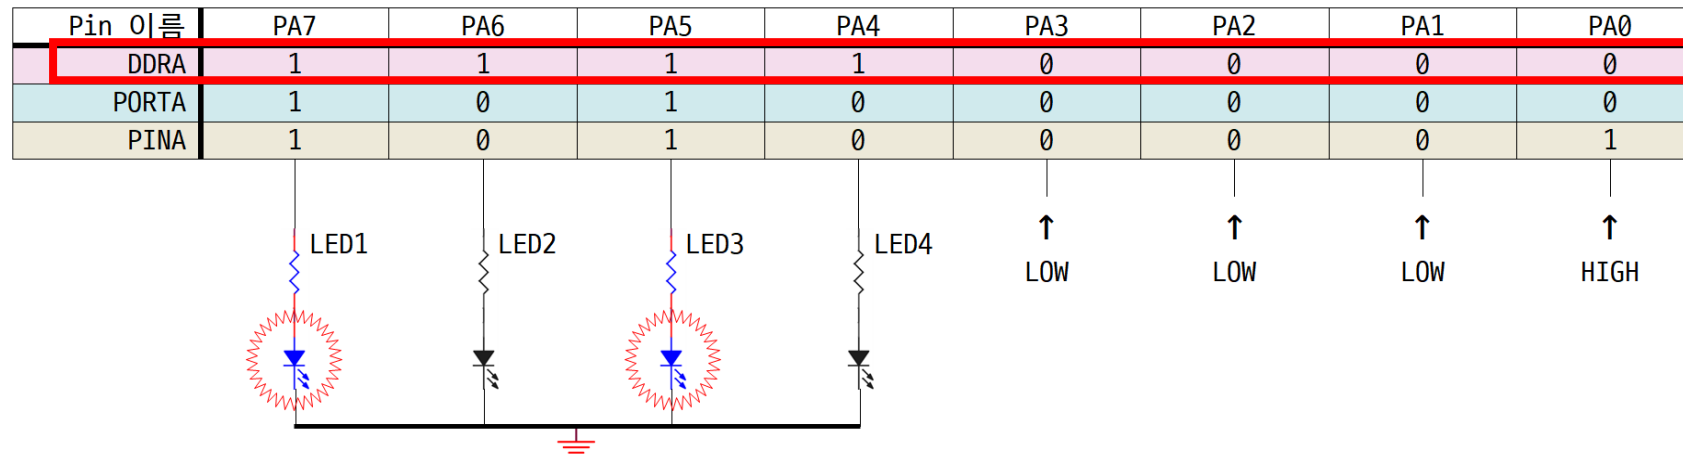 Pin 이름 PA7 PA6 PA5 PA4 PA3 PA2 PA1 PA0
DDRA 1 1 1 1 0 0 0 0
PORTA 1 0 1 0 0 0 0 0
PINA 1 0 1 0 0 0 0 1
LED1 LED2 LED3 LED4
↑ ↑ ↑ ↑
LOW LOW LOW HIGH